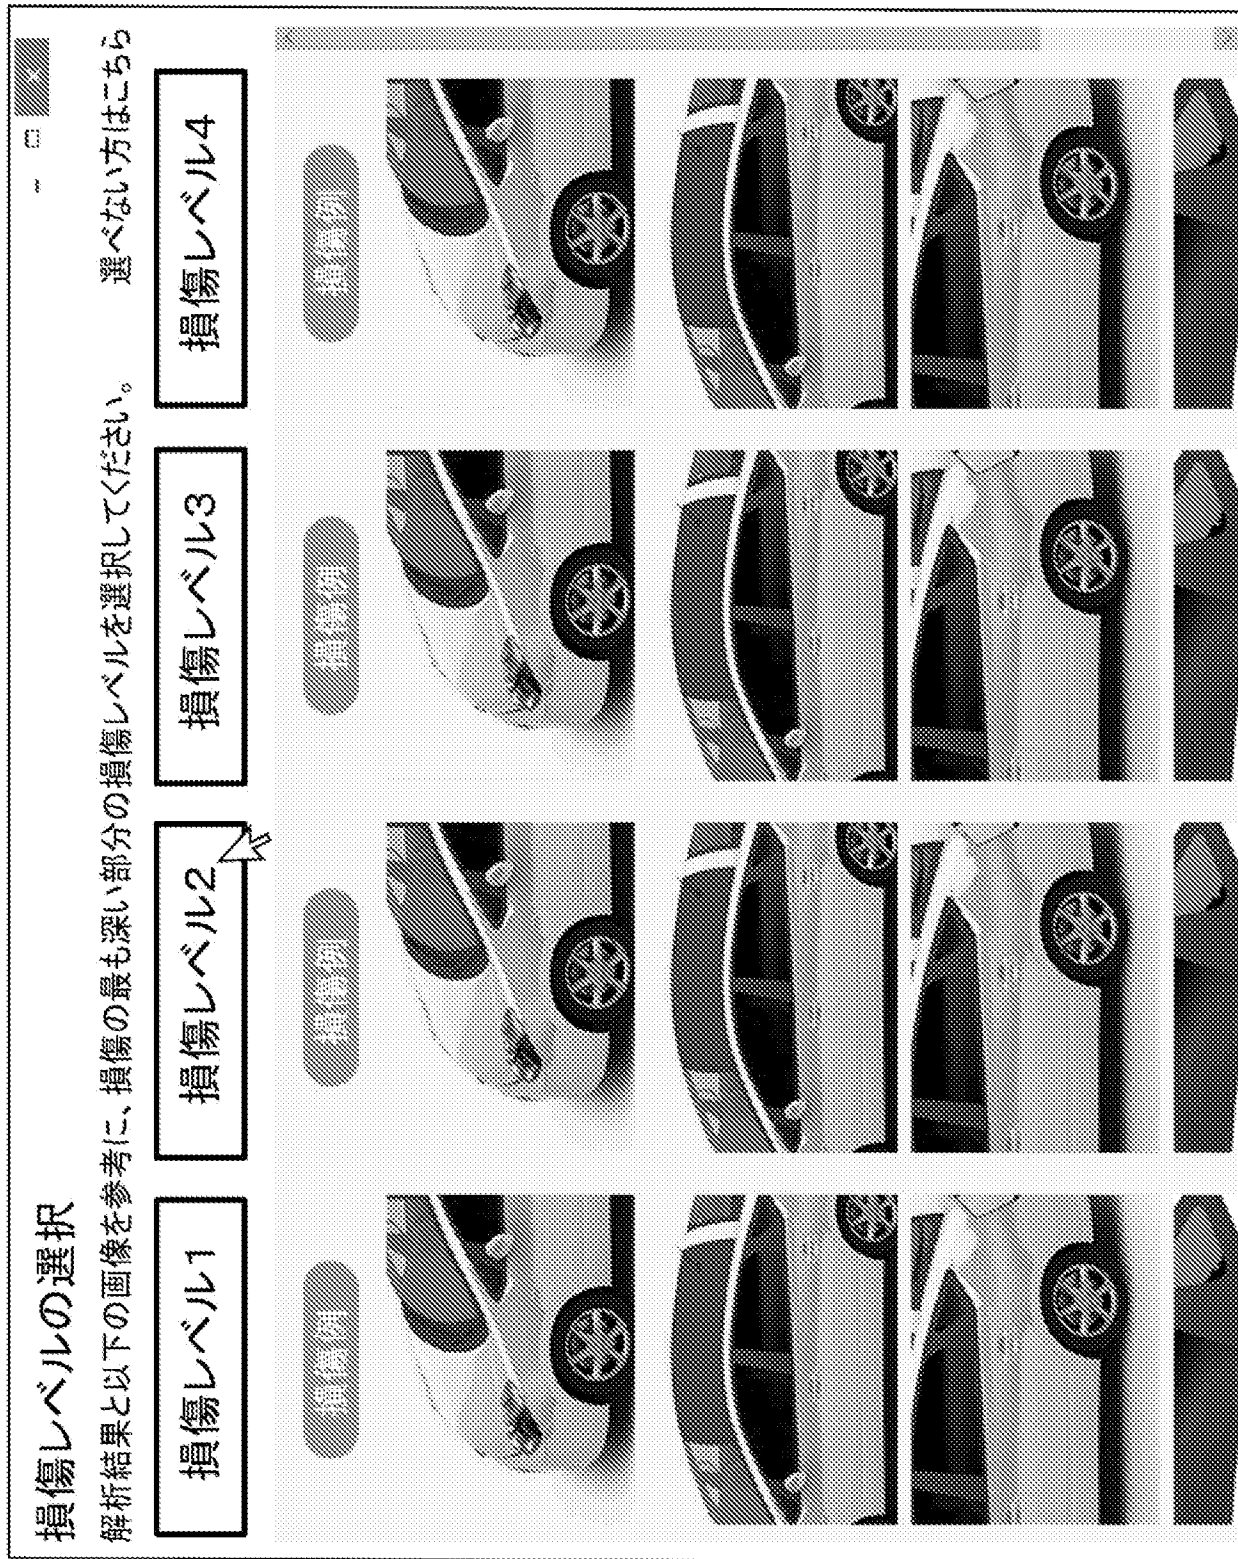 損傷レベルの選択
解析結果と以下の画像を参考に、損傷の最も深い部分の損傷レベルを選択してください。 選べない方はこちら
損傷レベル1 損傷レベル2 損傷レベル3 損傷レベル4
損傷例 損傷例 損傷例 損傷例